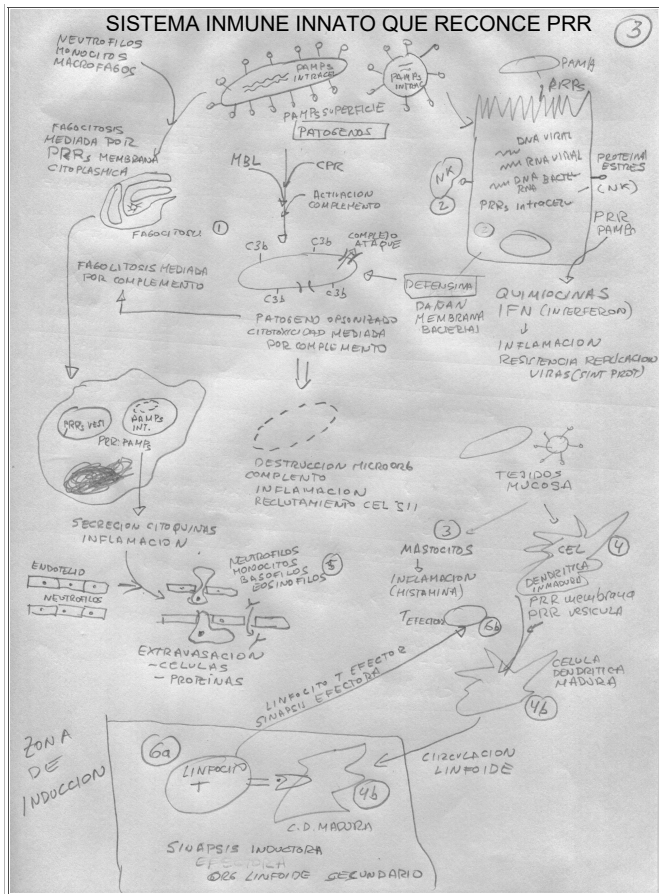 SISTEMA INMUNE INNATO QUE RECONCE PRR
3
NEUTROFILOS
MONOCITOS
MACROFAGOS
PAMPs
INTRACEL
PAMPs
INTRA
PAMPS SUPERFICIE
PATOGENOS
PAMP
PRRs
FAGOCITOSIS
MEDIADA POR
PRRs MEMBRANA
CITOPLASMICA
FAGOCITOSIS
1
MBL
CPR
ACTIVACION
COMPLEMENTO
NK
2
DNA VIRAL
RNA VIRAL
DNA BACTER
RNA
PRRs intracelu
PROTEINA
ESTRES
(NK)
PRR
PAMPs
FAGOCITOSIS MEDIADA
POR COMPLEMENTO
C3b
C3b
COMPLEJO
ATAQUE
C3b
C3b
PATOGENO OPSONIZADO
CITOTOXICIDAD MEDIADA
POR COMPLEMENTO
DEFENSINA
DAÑAN
MEMBRANA
BACTERIAL
QUIMIOCINAS
IFN (INTERFERON)
INFLAMACION
RESISTENCIA REPLICACION
VIRAS (SINT PROT)
PRRs VESI
PAMPs
INT.
PRR-PAMPs
DESTRUCCION MICROORG
COMPLENTO
INFLAMACION
RECLUTAMIENTO CEL SII
TEJIDOS
MUCOSA
SECRECION CITOQUINAS
INFLAMACION
3
MASTOCITOS
INFLAMACION
(HISTAMINA)
CEL
DENDRITICA
INMADURA
4
PRR membrana
PRR VESICULA
ENDOTELIO
NEUTROFILOS
NEUTROFILOS
MONOCITOS
BASOFILOS
EOSINOFILOS
5
EXTRAVASACION
- CELULAS
- PROTEINAS
T EFECTOR
6b
LINFOCITO T EFECTOR
SINAPSIS EFECTORA
CELULA
DENDRITICA
MADURA
4b
CIRCULACION
LINFOIDE
ZONA
DE
INDUCCION
6a
LINFOCITO
T
4b
C.D. MADURA
SINAPSIS INDUCTORA
ORG LINFOIDE SECUNDARIO